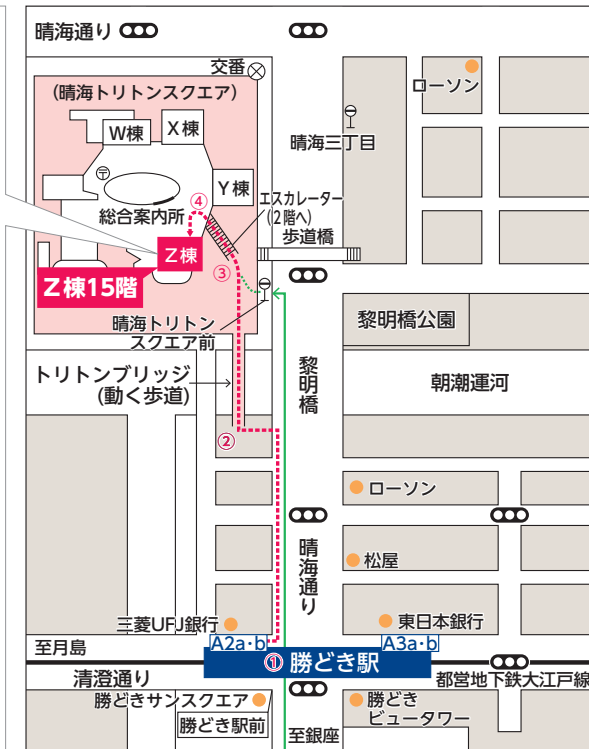 晴海通り
交番
(晴海トリトンスクエア)
ローソン
W棟
X棟
晴海三丁目
Y棟
エスカレーター
(2階へ)
総合案内所
④
歩道橋
Z棟
③
Z棟15階
晴海トリトン
スクエア前
黎明橋公園
トリトンブリッジ
(動く歩道)
黎明橋
朝潮運河
②
ローソン
晴海通り
松屋
三菱UFJ銀行
東日本銀行
A2a・b
A3a・b
至月島
① 勝どき駅
清澄通り
都営地下鉄大江戸線
勝どきサンスクエア
勝どき
ビュータワー
勝どき駅前
至銀座